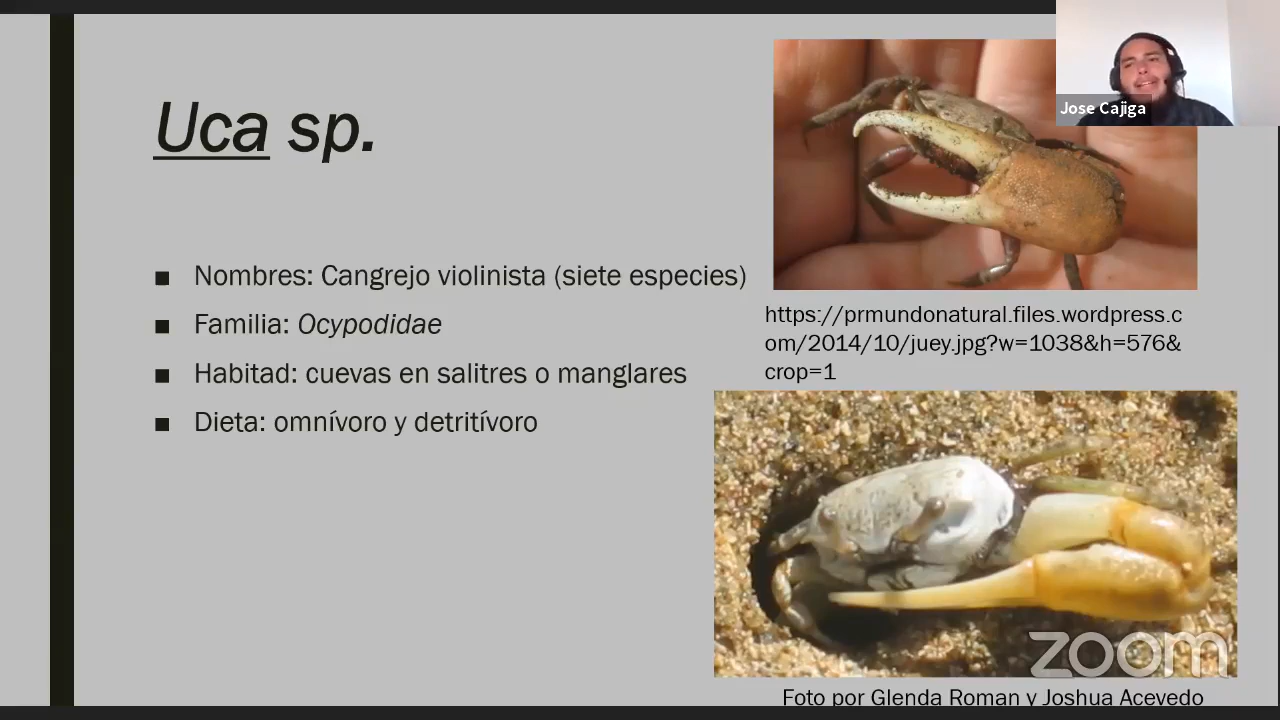 Uca sp.
■ Nombres: Cangrejo violinista (siete especies)
■ Familia: Ocypodidae
■ Habitad: cuevas en salitres o manglares
■ Dieta: omnívoro y detritívoro
Jose Cajiga
https://prmundonatural.files.wordpress.c
om/2014/10/juey.jpg?w=1038&h=576&
crop=1
zoom
Foto por Glenda Roman y Joshua Acevedo